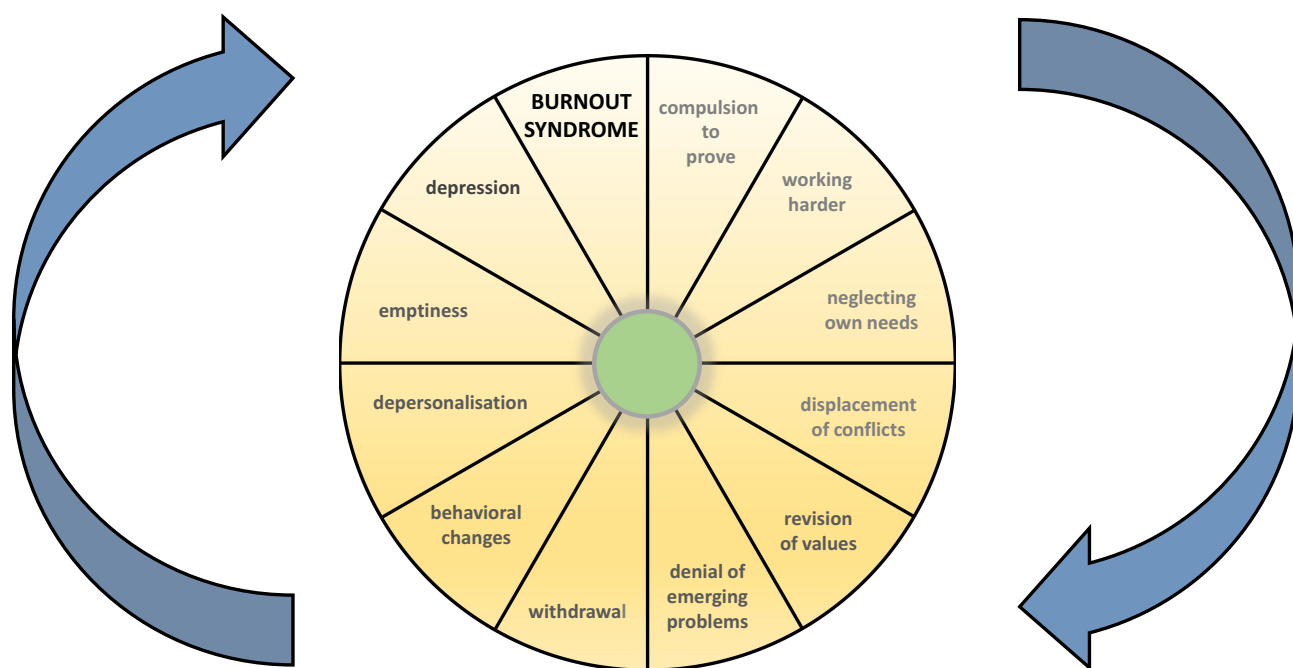 BURNOUT
SYNDROME
compulsion
to
prove
working
harder
neglecting
own needs
displacement
of conflicts
revision
of values
denial of
emerging
problems
withdrawal
behavioral
changes
depersonalisation
emptiness
depression